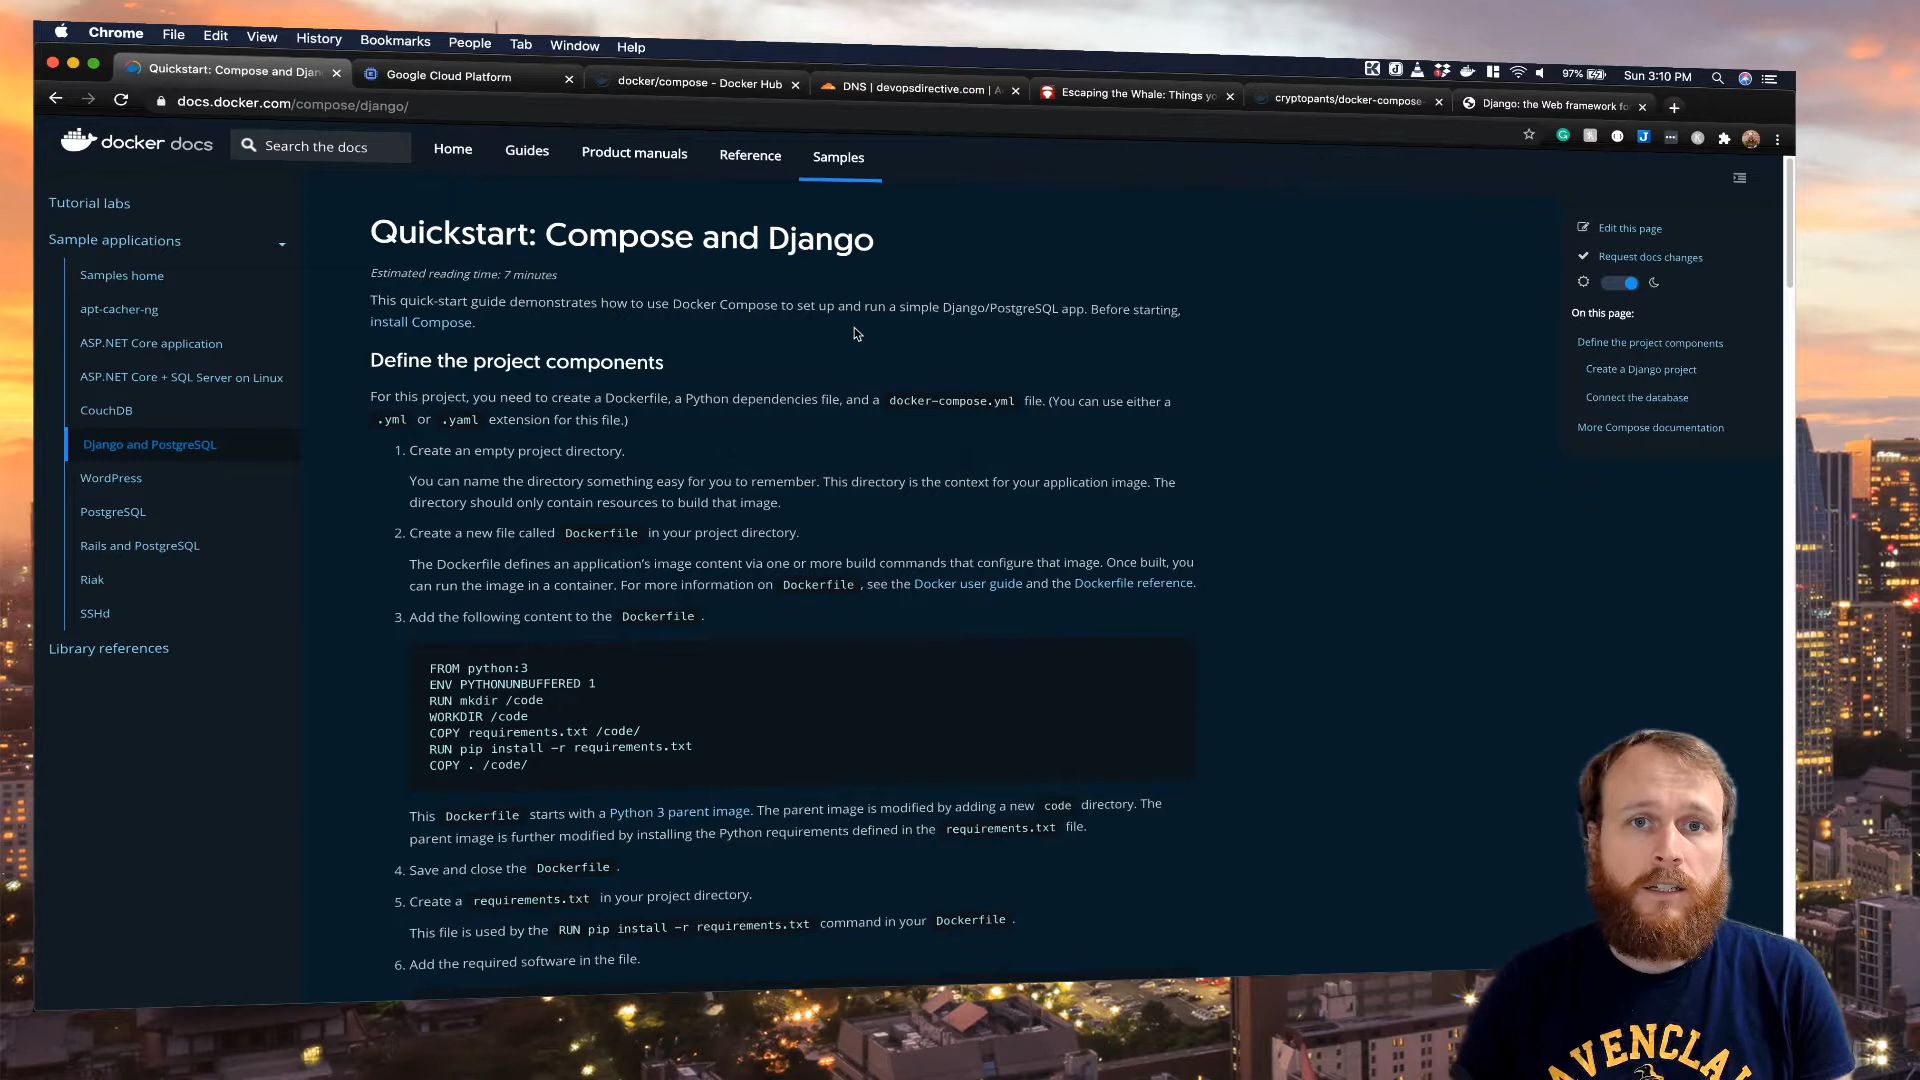 Chrome File Edit View History Bookmarks People Tab Window Help
97% Sun 3:10 PM
Quickstart: Compose and Djan
Google Cloud Platform
docker/compose - Docker Hub
DNS | devopsdirective.com | A
Escaping the Whale: Things yo
cryptopants/docker-compose-
Django: the Web framework for
docs.docker.com/compose/django/
docker docs
Search the docs
Home Guides Product manuals Reference Samples
Tutorial labs
Sample applications
Samples home
apt-cacher-ng
ASP.NET Core application
ASP.NET Core + SQL Server on Linux
CouchDB
Django and PostgreSQL
WordPress
PostgreSQL
Rails and PostgreSQL
Riak
SSHd
Library references
Quickstart: Compose and Django
Estimated reading time: 7 minutes
This quick-start guide demonstrates how to use Docker Compose to set up and run a simple Django/PostgreSQL app. Before starting,
install Compose.
Define the project components
For this project, you need to create a Dockerfile, a Python dependencies file, and a docker-compose.yml file. (You can use either a
.yml or .yaml extension for this file.)
1. Create an empty project directory.
You can name the directory something easy for you to remember. This directory is the context for your application image. The
directory should only contain resources to build that image.
2. Create a new file called Dockerfile in your project directory.
The Dockerfile defines an application's image content via one or more build commands that configure that image. Once built, you
can run the image in a container. For more information on Dockerfile, see the Docker user guide and the Dockerfile reference.
3. Add the following content to the Dockerfile.
FROM python:3
ENV PYTHONUNBUFFERED 1
RUN mkdir /code
WORKDIR /code
COPY requirements.txt /code/
RUN pip install -r requirements.txt
COPY . /code/
This Dockerfile starts with a Python 3 parent image. The parent image is modified by adding a new code directory. The
parent image is further modified by installing the Python requirements defined in the requirements.txt file.
4. Save and close the Dockerfile.
5. Create a requirements.txt in your project directory.
This file is used by the RUN pip install -r requirements.txt command in your Dockerfile.
6. Add the required software in the file.
Edit this page
Request docs changes
On this page:
Define the project components
Create a Django project
Connect the database
More Compose documentation
AVENCLA